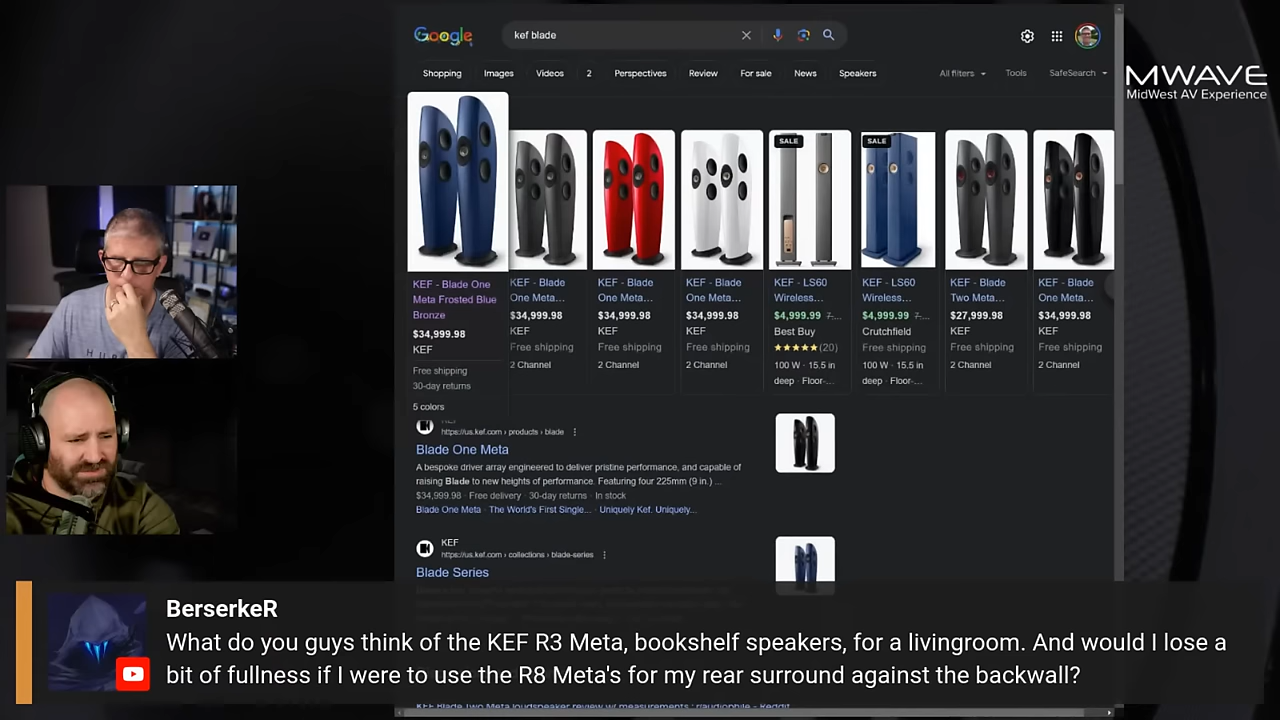 Google
kef blade
Shopping Images Videos 2 Perspectives Review For sale News Speakers All filters Tools SafeSearch
MWAVE
MidWest AV Experience
KEF - Blade One Meta Frosted Blue Bronze
$34,999.98
KEF
Free shipping
30-day returns
5 colors
KEF - Blade One Meta...
$34,999.98
KEF
Free shipping
2 Channel
KEF - Blade One Meta...
$34,999.98
KEF
Free shipping
2 Channel
KEF - Blade One Meta...
$34,999.98
KEF
Free shipping
2 Channel
SALE
KEF - LS60 Wireless...
$4,999.99 7-...
Best Buy
(20)
100 W · 15.5 in deep · Floor-...
SALE
KEF - LS60 Wireless...
$4,999.99 7-...
Crutchfield
Free shipping
100 W · 15.5 in deep · Floor-...
KEF - Blade Two Meta...
$27,999.98
KEF
Free shipping
2 Channel
KEF - Blade One Meta...
$34,999.98
KEF
Free shipping
2 Channel
https://us.kef.com › products › blade
Blade One Meta
A bespoke driver array engineered to deliver pristine performance, and capable of
raising Blade to new heights of performance. Featuring four 225mm (9 in.) ...
$34,999.98 · Free delivery · 30-day returns · In stock
Blade One Meta · The World's First Single... · Uniquely Kef. Uniquely...
KEF
https://us.kef.com › collections › blade-series
Blade Series
BerserkeR
What do you guys think of the KEF R3 Meta, bookshelf speakers, for a livingroom. And would I lose a
bit of fullness if I were to use the R8 Meta's for my rear surround against the backwall?
KEF Blade Two Meta loudspeaker review w/ measurements : r/audiophile - Reddit